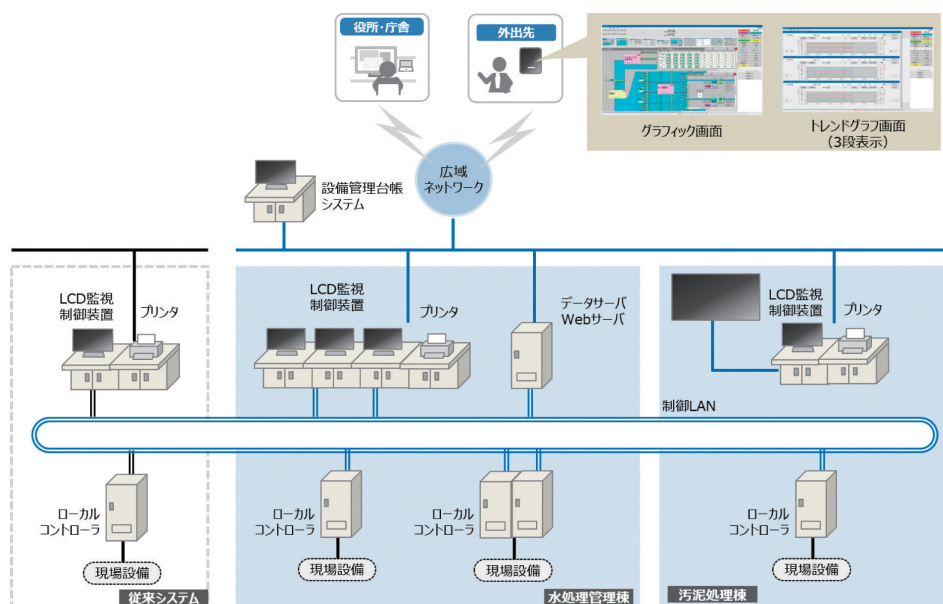 役所・庁舎
外出先
グラフィック画面
トレンドグラフ画面
(3段表示)
広域
ネットワーク
設備管理台帳
システム
LCD監視
制御装置
プリンタ
LCD監視
制御装置
プリンタ
データサーバ
Webサーバ
LCD監視
制御装置
プリンタ
制御LAN
ローカル
コントローラ
ローカル
コントローラ
ローカル
コントローラ
ローカル
コントローラ
現場設備
現場設備
現場設備
現場設備
従来システム
水処理管理棟
汚泥処理棟